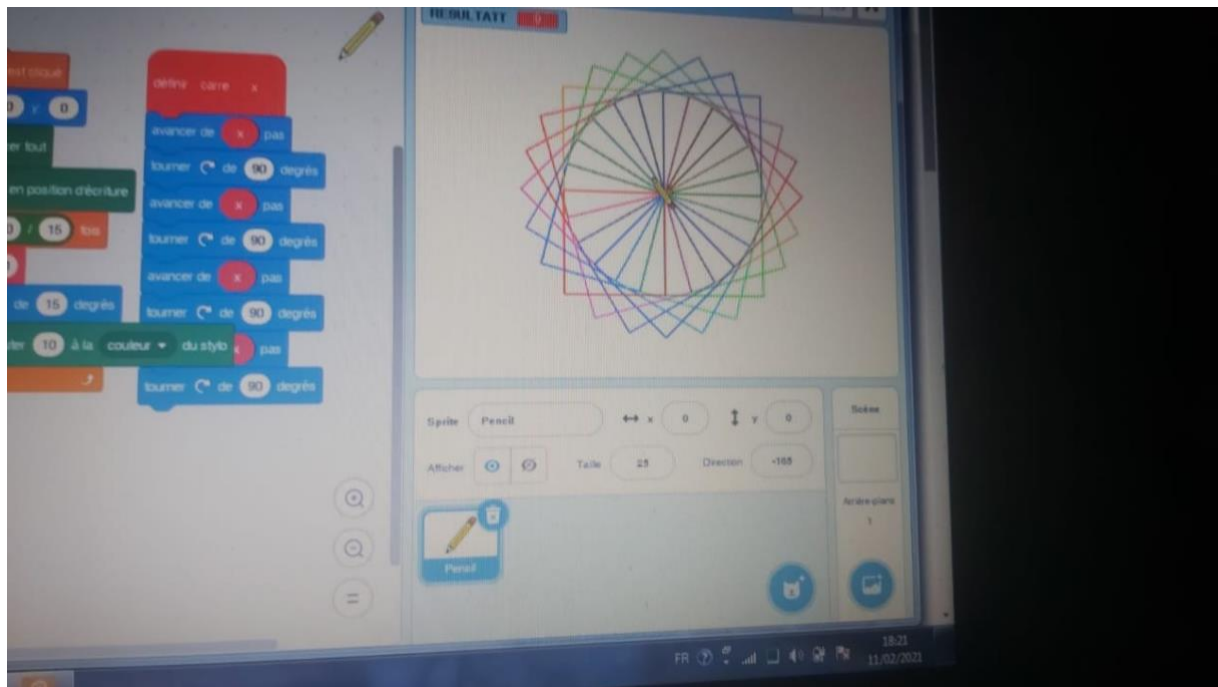 RESULTATT 0
est cliqué
y 0
er tout
en position d'écriture
/ 15 fois
de 15 degrés
10 à la couleur du stylo
définir carre x
avancer de x pas
tourner de 90 degrés
avancer de x pas
tourner de 90 degrés
avancer de x pas
tourner de 90 degrés
x pas
tourner de 90 degrés
Sprite Pencil x 0 y 0
Afficher Taille 25 Direction -165
Pencil
Scène
Arrière-plans
1
FR 18:21
11/02/2021